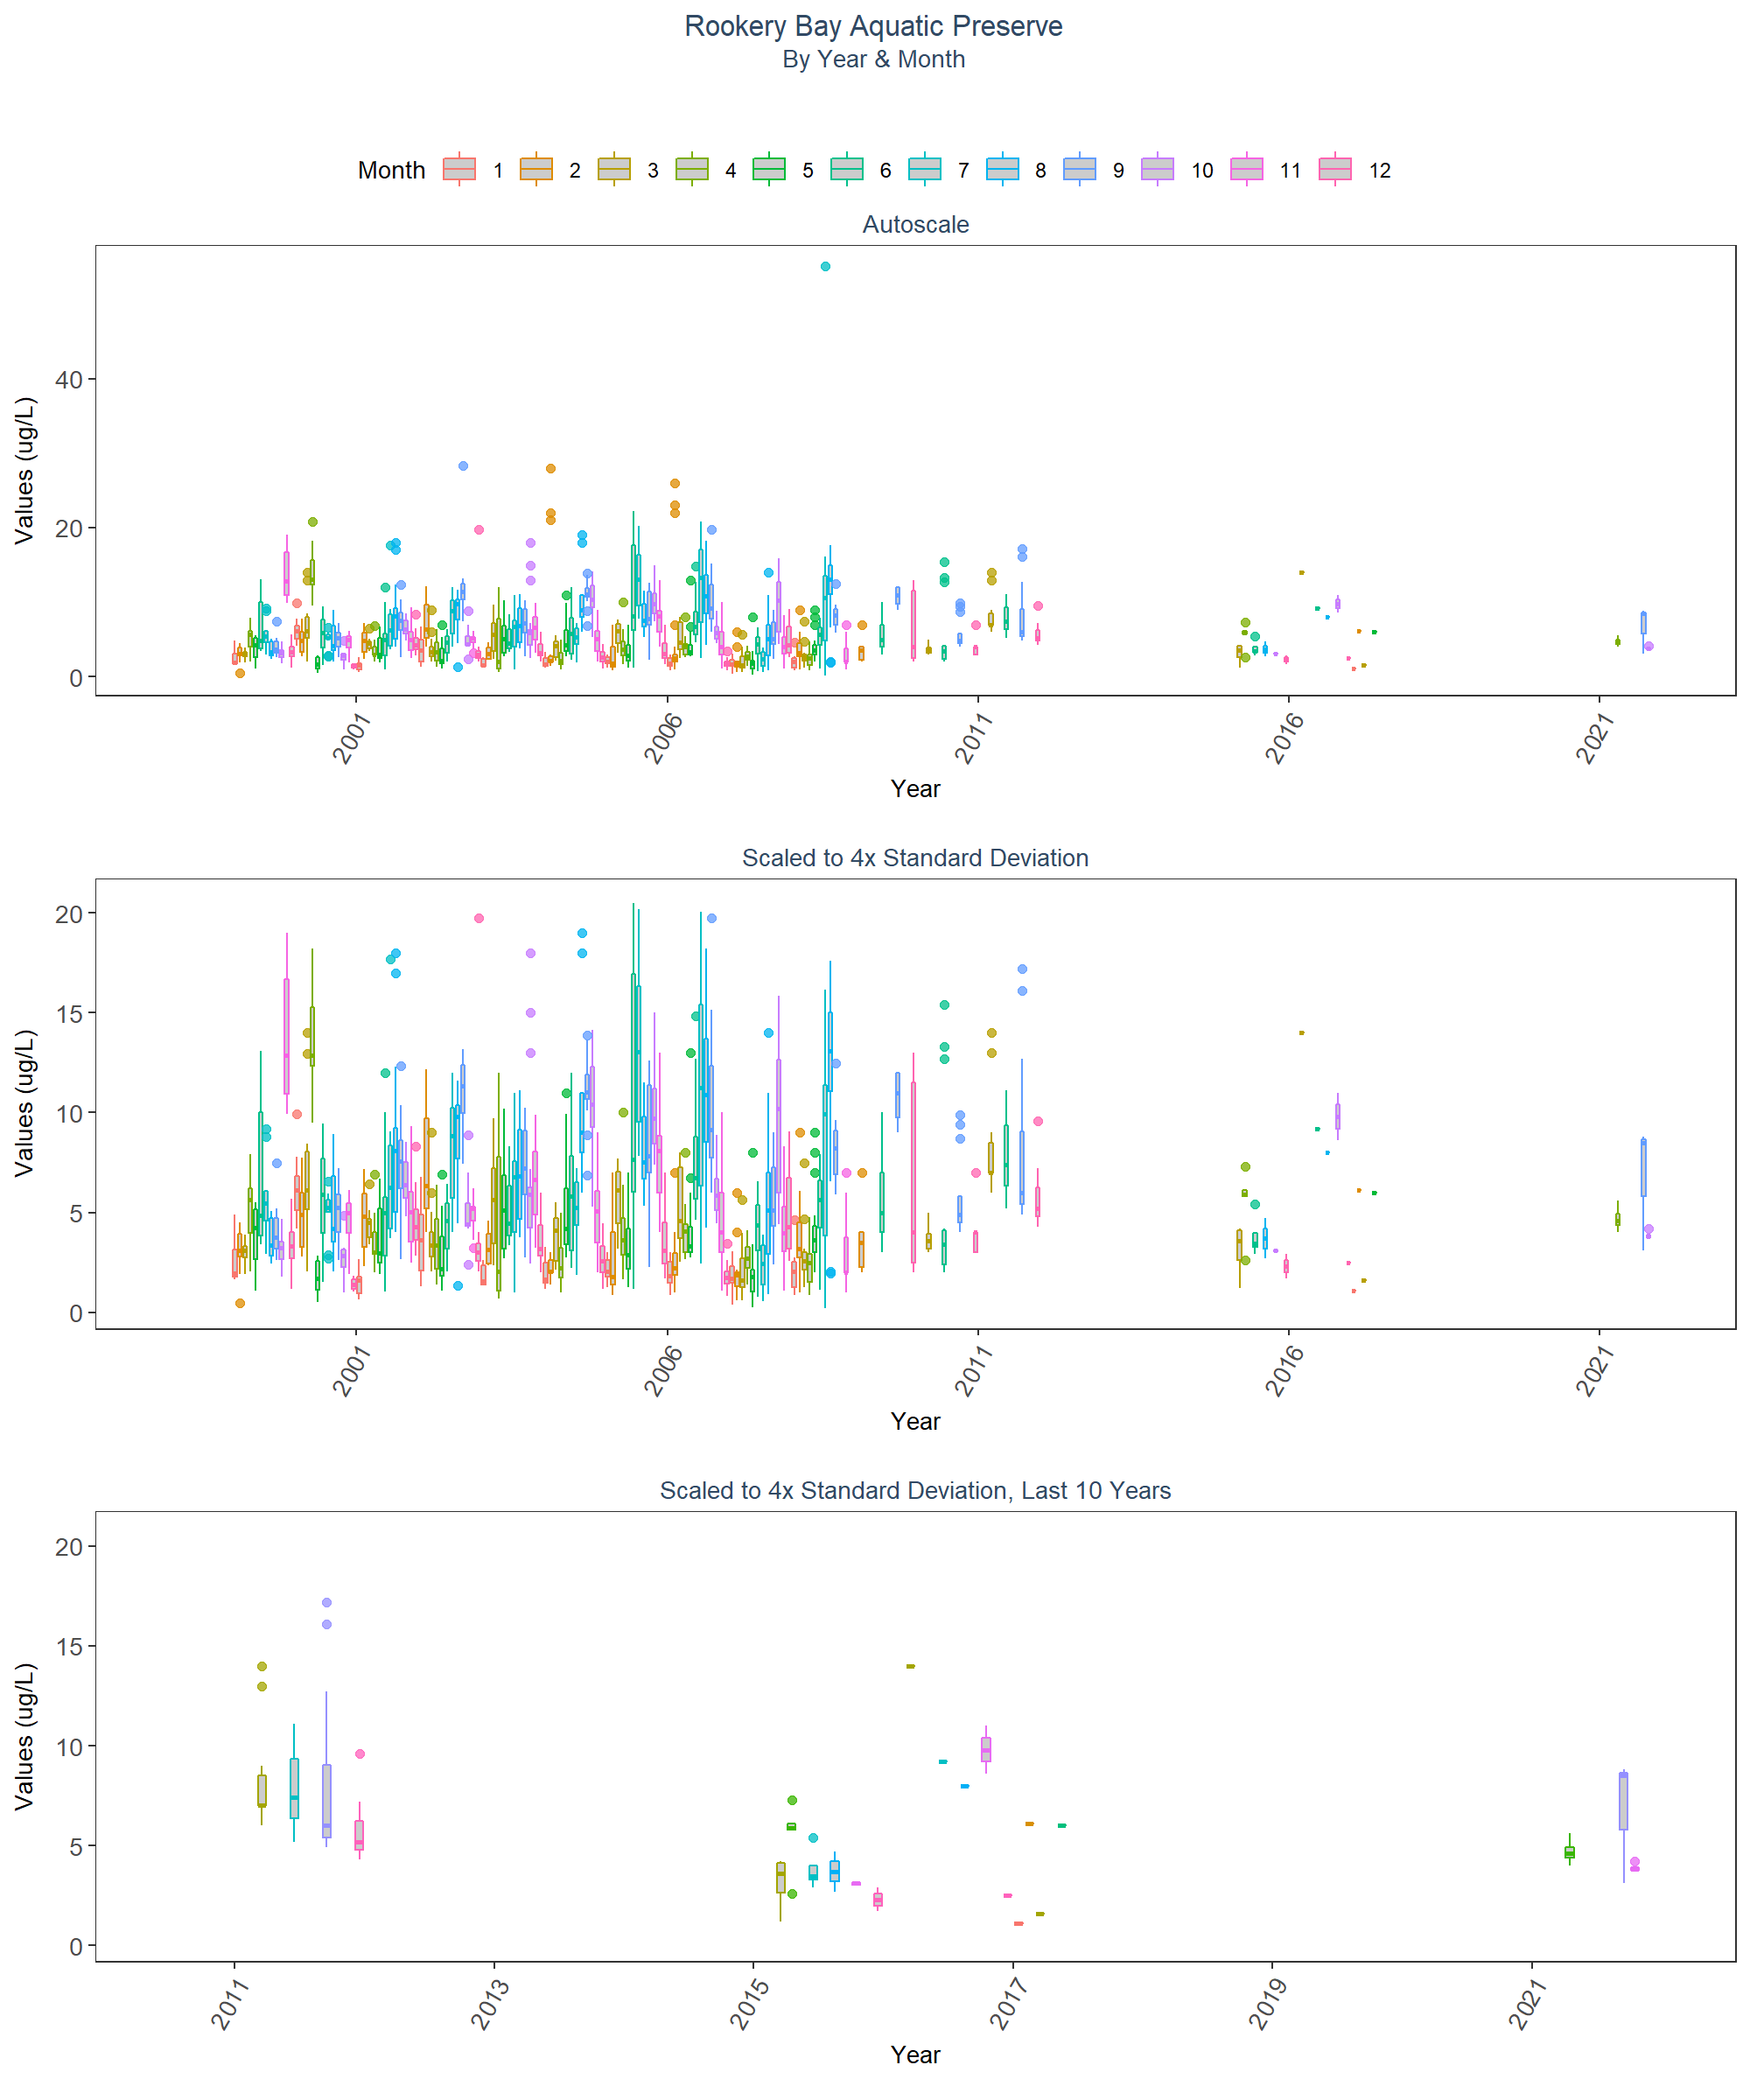 Rookery Bay Aquatic Preserve
By Year & Month
Month 1 2 3 4 5 6 7 8 9 10 11 12
Autoscale
Values (ug/L)
40
20
0
2001 2006 2011 2016 2021
Year
Scaled to 4x Standard Deviation
Values (ug/L)
20
15
10
5
0
2001 2006 2011 2016 2021
Year
Scaled to 4x Standard Deviation, Last 10 Years
Values (ug/L)
20
15
10
5
0
2011 2013 2015 2017 2019 2021
Year